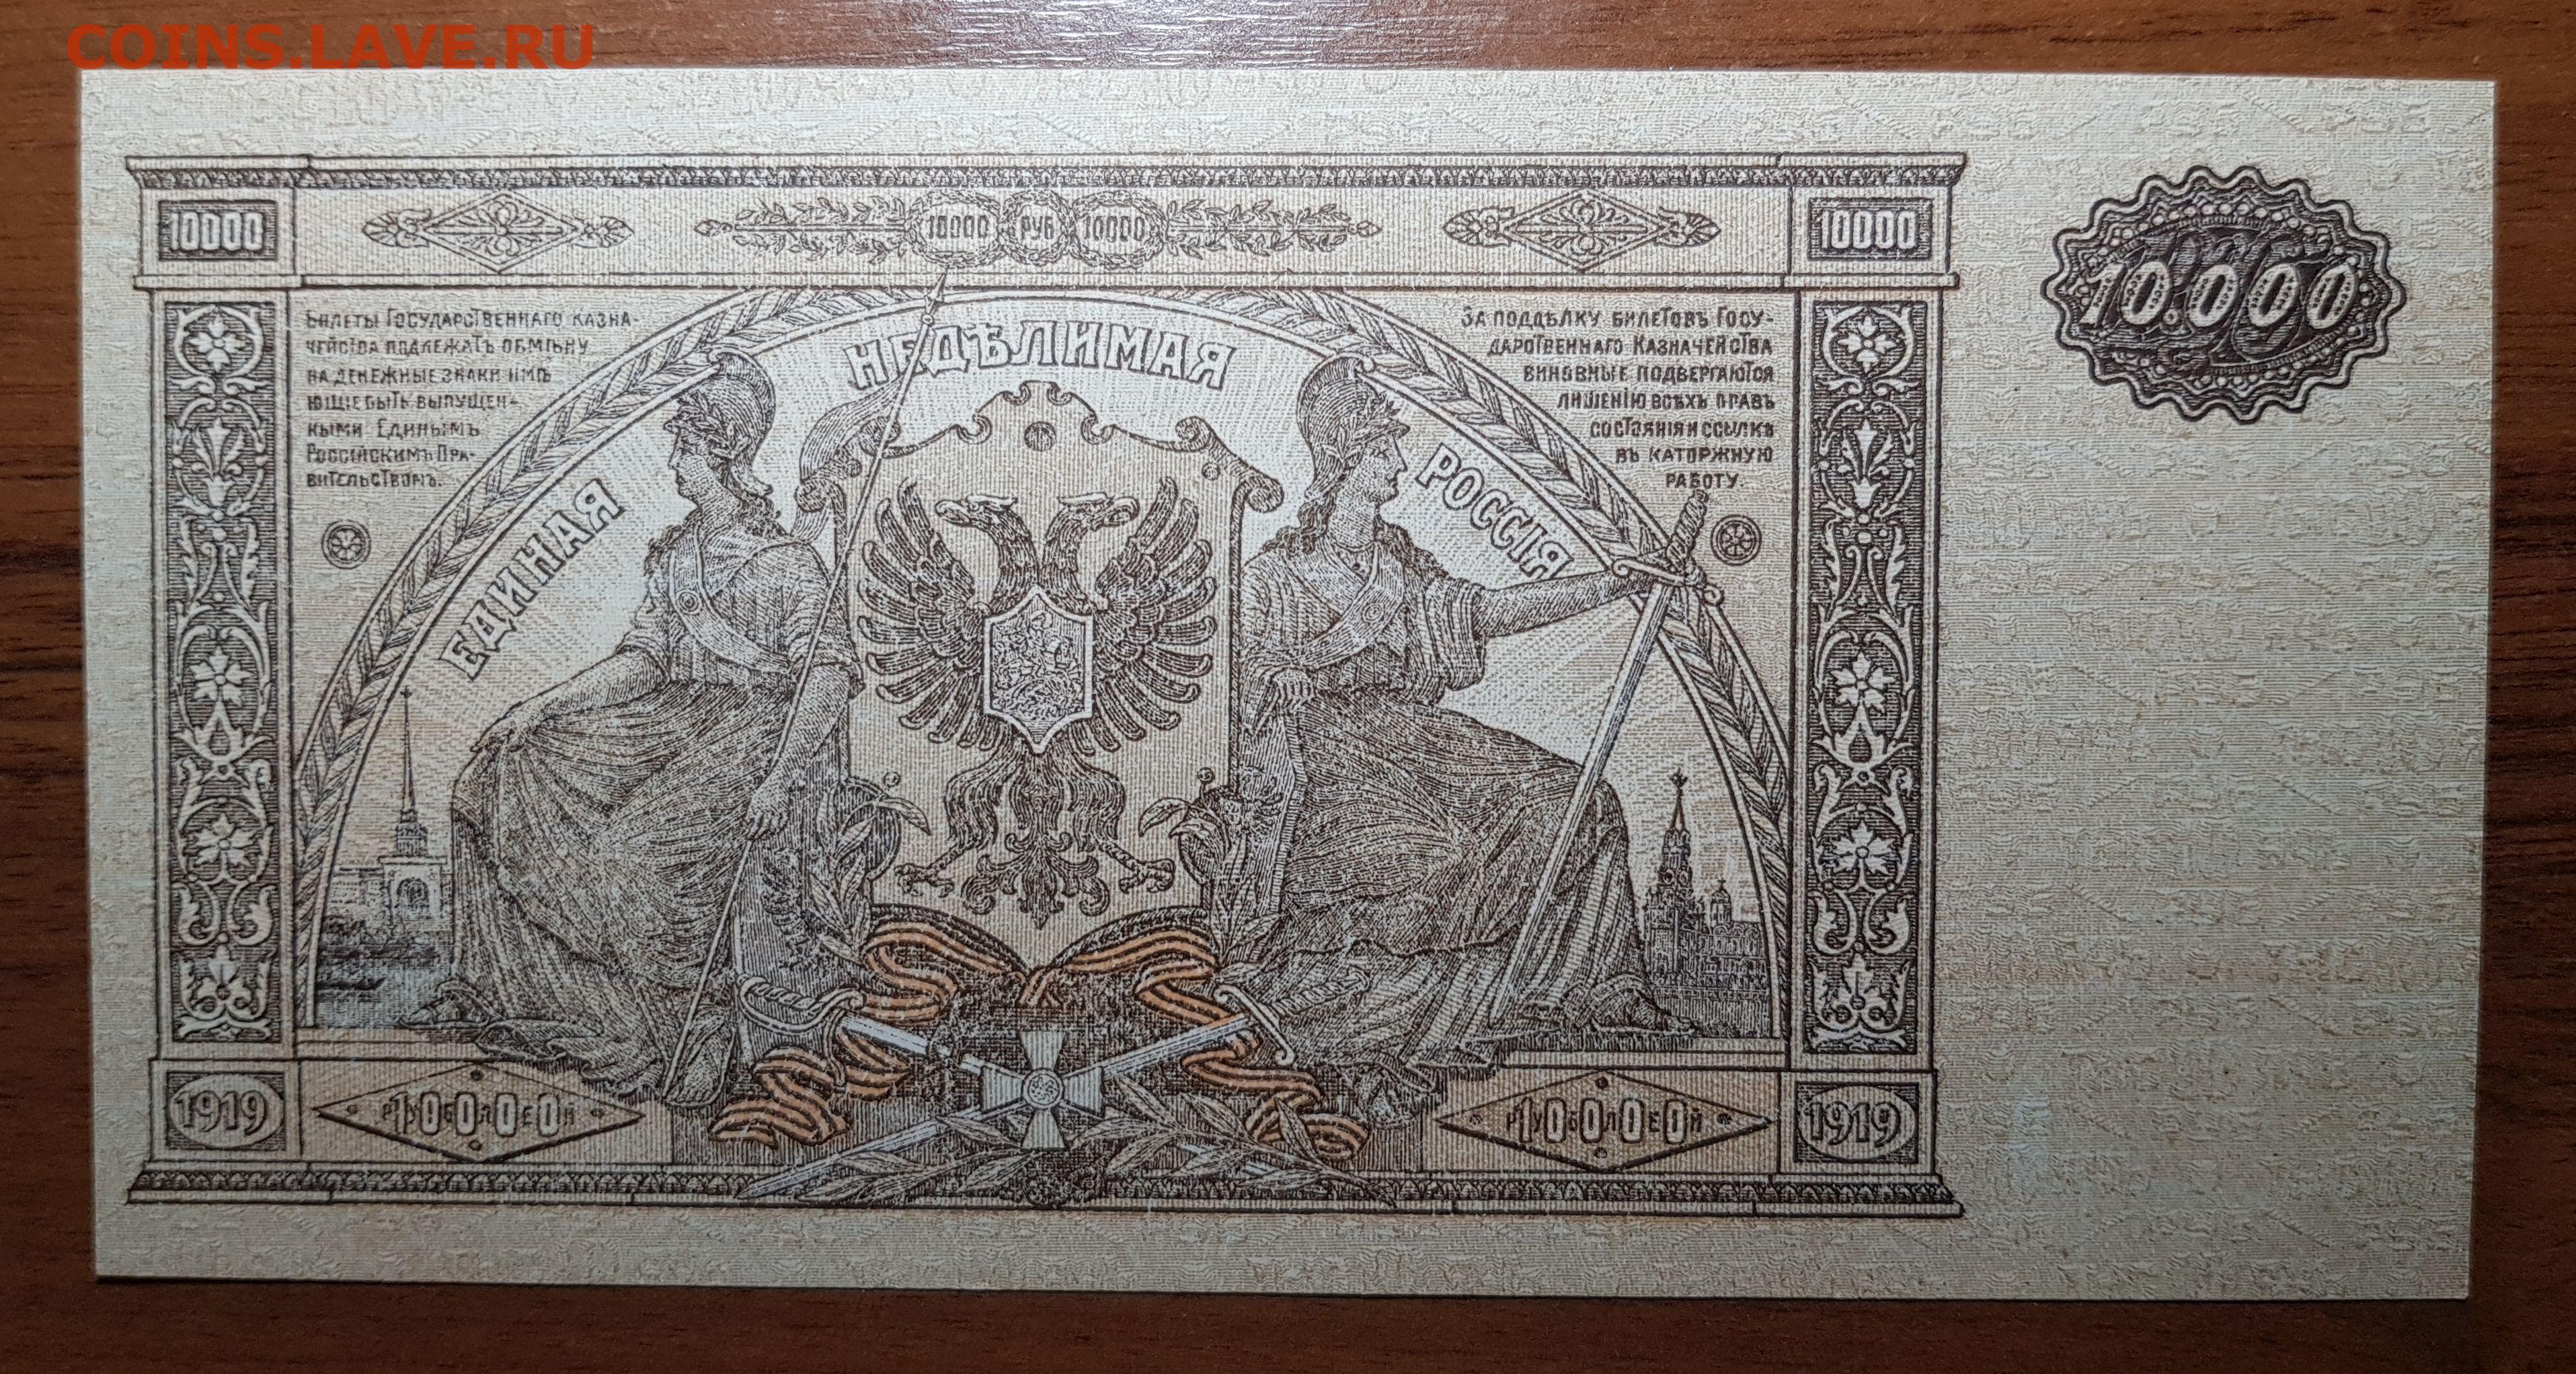 COINS.LAVE.RU
10000
10000 РУБ 10000
10000
10.000
БИЛЕТЫ ГОСУДАРСТВЕННАГО КАЗНА-
ЧЕЙСТВА ПОДЛЕЖАТЪ ОБМѢНУ
НА ДЕНЕЖНЫЕ ЗНАКИ ИМѢ
ЮЩІЕ БЫТЬ ВЫПУЩЕН-
НЫМИ ЕДИНЫМЪ
РОССІЙСКИМЪ ПРА-
ВИТЕЛЬСТВОМЪ.
ЕДИНАЯ
НЕДѢЛИМАЯ
РОССІЯ
ЗА ПОДДѢЛКУ БИЛЕТОВЪ ГОСУ-
ДАРСТВЕННАГО КАЗНАЧЕЙСТВА
ВИНОВНЫЕ ПОДВЕРГАЮТСЯ
ЛИШЕНІЮ ВСѢХЪ ПРАВЪ
СОСТОЯНІЯ И ССЫЛКѢ
ВЪ КАТОРЖНУЮ
РАБОТУ.
1919
10000
РУБЛЕЙ
10000
РУБЛЕЙ
1919